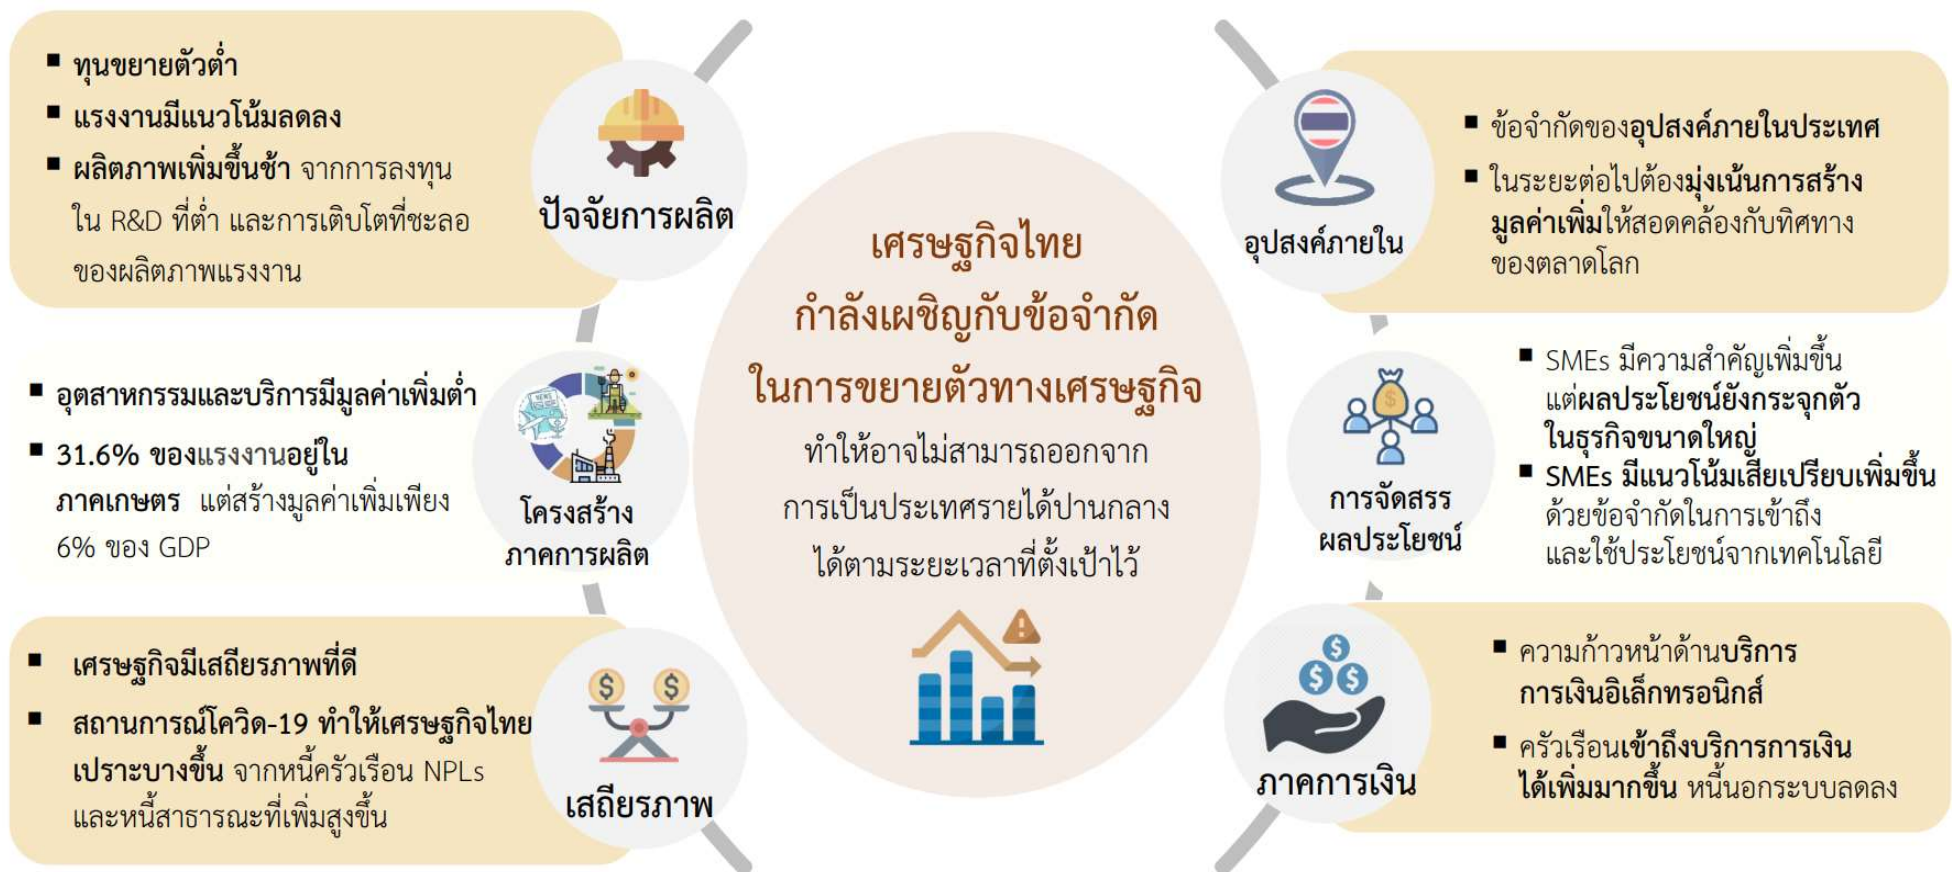 ■ ทุนขยายตัวต่ำ
■ แรงงานมีแนวโน้มลดลง
■ ผลิตภาพเพิ่มขึ้นช้า จากการลงทุน
ใน R&D ที่ต่ำ และการเติบโตที่ชะลอ
ของผลิตภาพแรงงาน
ปัจจัยการผลิต
■ อุตสาหกรรมและบริการมีมูลค่าเพิ่มต่ำ
■ 31.6% ของแรงงานอยู่ใน
ภาคเกษตร แต่สร้างมูลค่าเพิ่มเพียง
6% ของ GDP
NEWS
โครงสร้าง
ภาคการผลิต
■ เศรษฐกิจมีเสถียรภาพที่ดี
■ สถานการณ์โควิด-19 ทำให้เศรษฐกิจไทย
เปราะบางขึ้น จากหนี้ครัวเรือน NPLs
และหนี้สาธารณะที่เพิ่มสูงขึ้น
$ $
เสถียรภาพ
เศรษฐกิจไทย
กำลังเผชิญกับข้อจำกัด
ในการขยายตัวทางเศรษฐกิจ
ทำให้อาจไม่สามารถออกจาก
การเป็นประเทศรายได้ปานกลาง
ได้ตามระยะเวลาที่ตั้งเป้าไว้
อุปสงค์ภายใน
■ ข้อจำกัดของอุปสงค์ภายในประเทศ
■ ในระยะต่อไปต้องมุ่งเน้นการสร้าง
มูลค่าเพิ่มให้สอดคล้องกับทิศทาง
ของตลาดโลก
$
การจัดสรร
ผลประโยชน์
■ SMEs มีความสำคัญเพิ่มขึ้น
แต่ผลประโยชน์ยังกระจุกตัว
ในธุรกิจขนาดใหญ่
■ SMEs มีแนวโน้มเสียเปรียบเพิ่มขึ้น
ด้วยข้อจำกัดในการเข้าถึง
และใช้ประโยชน์จากเทคโนโลยี
$
$ $
ภาคการเงิน
■ ความก้าวหน้าด้านบริการ
การเงินอิเล็กทรอนิกส์
■ ครัวเรือนเข้าถึงบริการการเงิน
ได้เพิ่มมากขึ้น หนี้นอกระบบลดลง